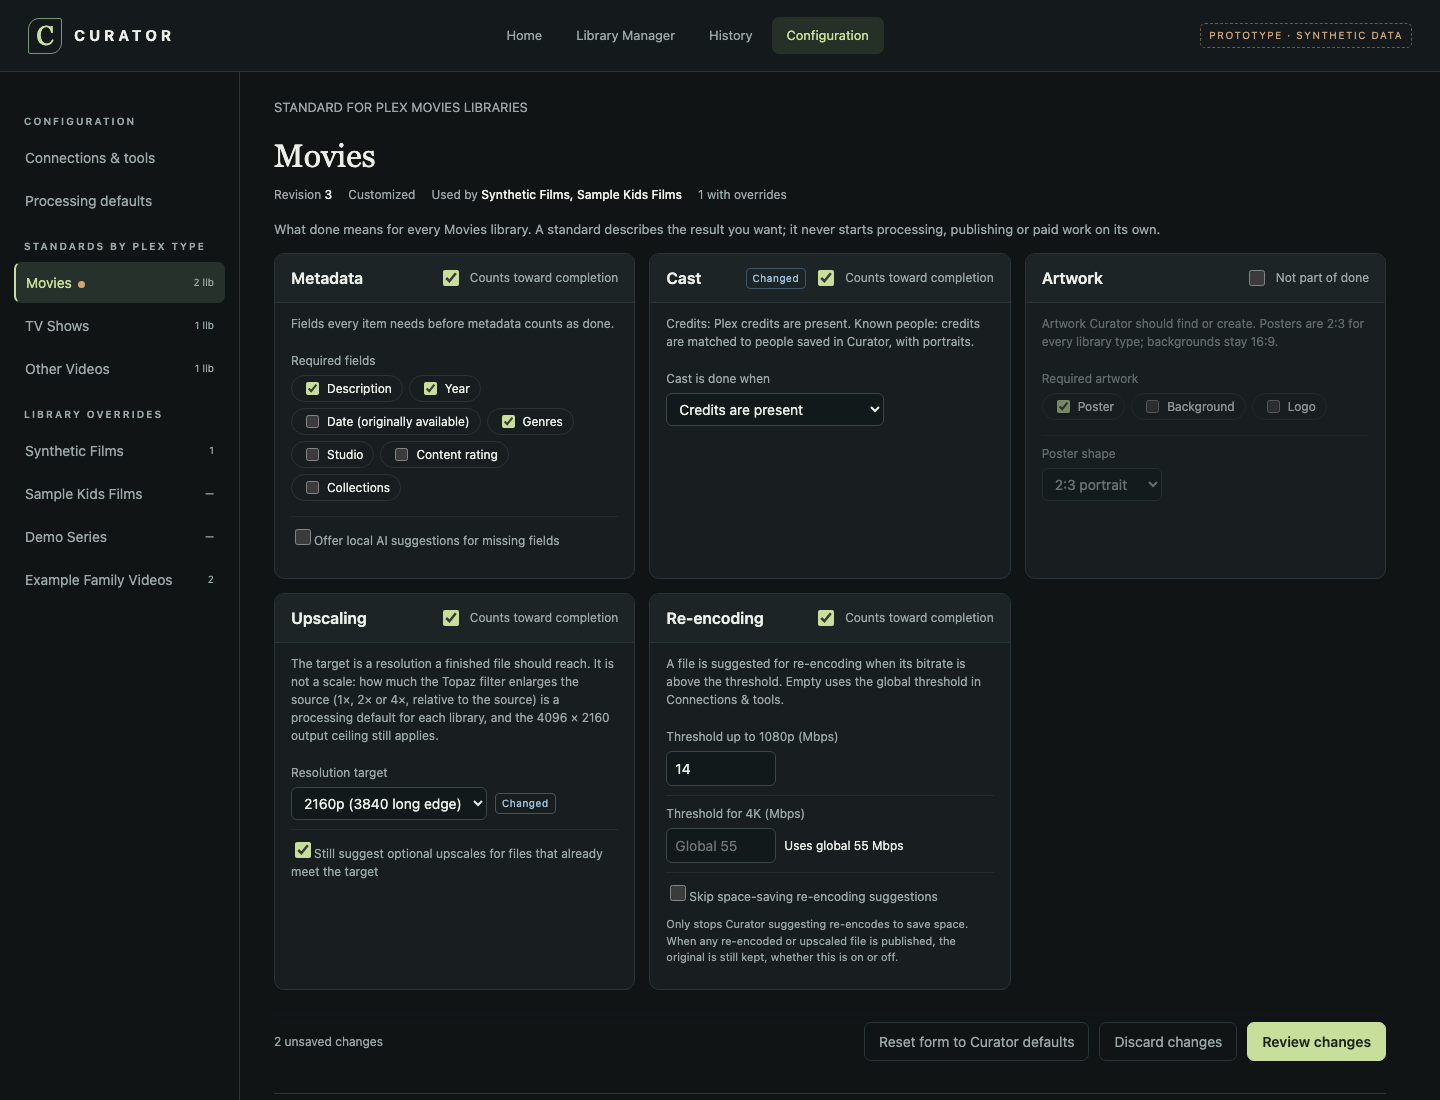 C CURATOR
Home
Library Manager
History
Configuration
PROTOTYPE · SYNTHETIC DATA
CONFIGURATION
Connections & tools
Processing defaults
STANDARDS BY PLEX TYPE
Movies 2 lib
TV Shows 1 lib
Other Videos 1 lib
LIBRARY OVERRIDES
Synthetic Films 1
Sample Kids Films –
Demo Series –
Example Family Videos 2
STANDARD FOR PLEX MOVIES LIBRARIES
Movies
Revision 3 Customized Used by Synthetic Films, Sample Kids Films 1 with overrides
What done means for every Movies library. A standard describes the result you want; it never starts processing, publishing or paid work on its own.
Metadata
Counts toward completion
Fields every item needs before metadata counts as done.
Required fields
Description
Year
Date (originally available)
Genres
Studio
Content rating
Collections
Offer local AI suggestions for missing fields
Cast
Changed
Counts toward completion
Credits: Plex credits are present. Known people: credits
are matched to people saved in Curator, with portraits.
Cast is done when
Credits are present
Artwork
Not part of done
Artwork Curator should find or create. Posters are 2:3 for
every library type; backgrounds stay 16:9.
Required artwork
Poster
Background
Logo
Poster shape
2:3 portrait
Upscaling
Counts toward completion
The target is a resolution a finished file should reach. It is
not a scale: how much the Topaz filter enlarges the
source (1×, 2× or 4×, relative to the source) is a
processing default for each library, and the 4096 × 2160
output ceiling still applies.
Resolution target
2160p (3840 long edge)
Changed
Still suggest optional upscales for files that already
meet the target
Re-encoding
Counts toward completion
A file is suggested for re-encoding when its bitrate is
above the threshold. Empty uses the global threshold in
Connections & tools.
Threshold up to 1080p (Mbps)
14
Threshold for 4K (Mbps)
Global 55
Uses global 55 Mbps
Skip space-saving re-encoding suggestions
Only stops Curator suggesting re-encodes to save space.
When any re-encoded or upscaled file is published, the
original is still kept, whether this is on or off.
2 unsaved changes
Reset form to Curator defaults
Discard changes
Review changes